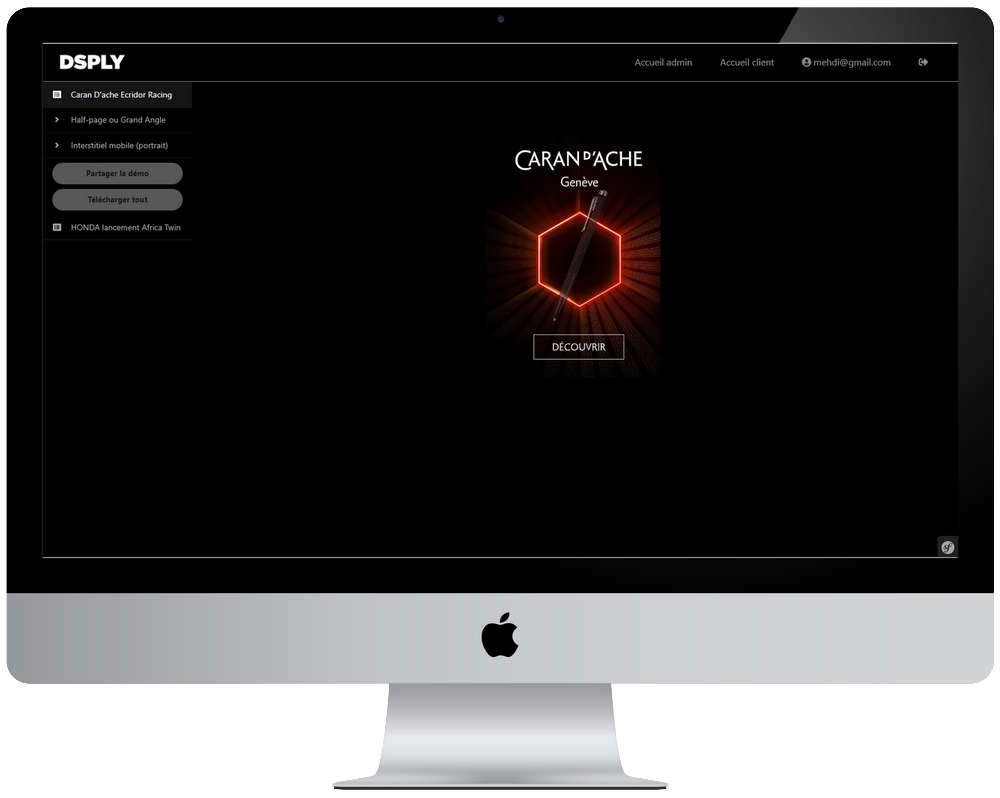 DSPLY
Accueil admin
Accueil client
mehdi@gmail.com
Caran D'ache Ecridor Racing
Half-page ou Grand Angle
Interstitiel mobile (portrait)
Partager la démo
Télécharger tout
HONDA lancement Africa Twin
CARAN D'ACHE
Genève
DÉCOUVRIR
sf